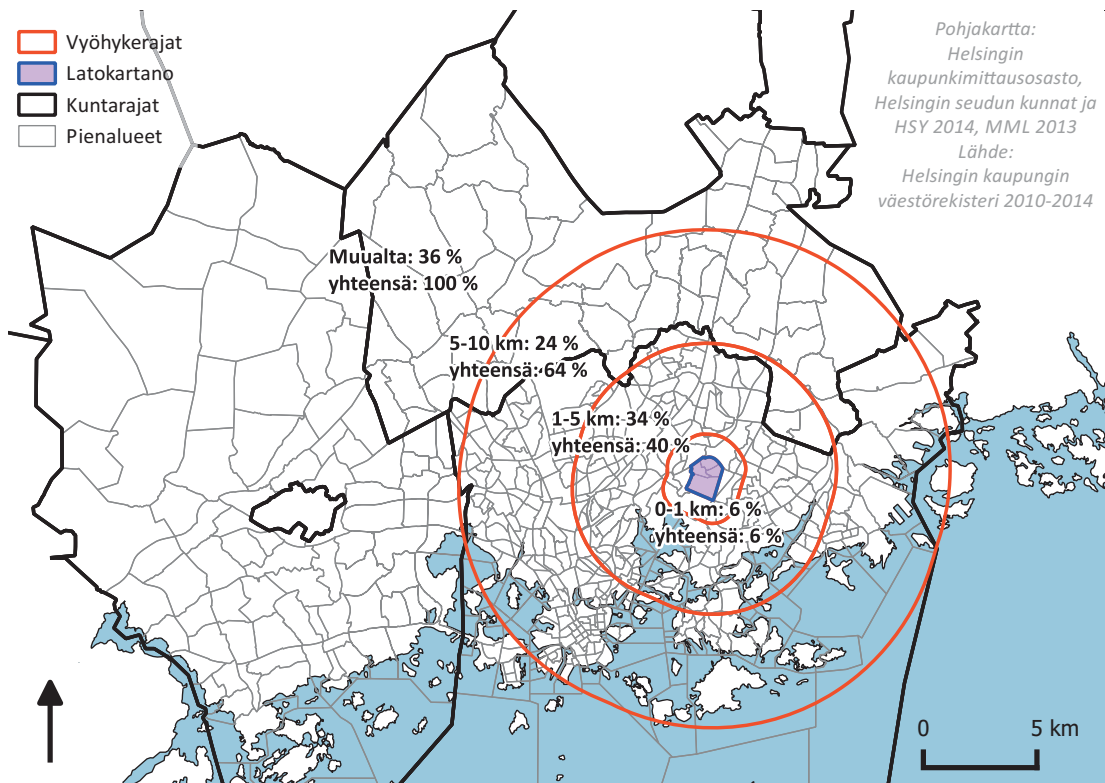 Vyöhykerajat
Latokartano
Kuntarajat
Pienalueet
Pohjakartta:
Helsingin
kaupunkimittausosasto,
Helsingin seudun kunnat ja
HSY 2014, MML 2013
Lähde:
Helsingin kaupungin
väestörekisteri 2010-2014
Muualta: 36 %
yhteensä: 100 %
5-10 km: 24 %
yhteensä: 64 %
1-5 km: 34 %
yhteensä: 40 %
0-1 km: 6 %
yhteensä: 6 %
0 5 km